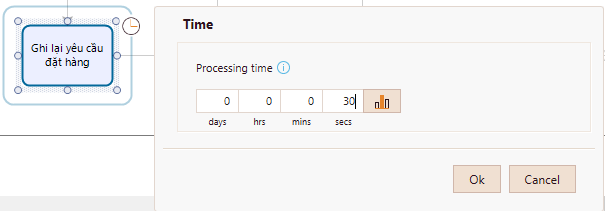 Ghi lại yêu cầu
đặt hàng
Time
Processing time
0 0 0 30
days hrs mins secs
Ok Cancel